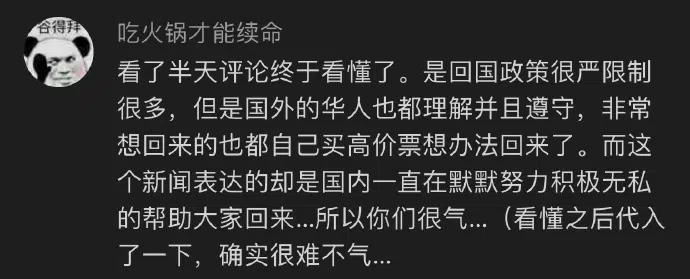 谷得拜
吃火锅才能续命
看了半天评论终于看懂了。是回国政策很严限制
很多，但是国外的华人也都理解并且遵守，非常
想回来的也都自己买高价票想办法回来了。而这
个新闻表达的却是国内一直在默默努力积极无私
的帮助大家回来...所以你们很气...（看懂之后代入
了一下，确实很难不气...